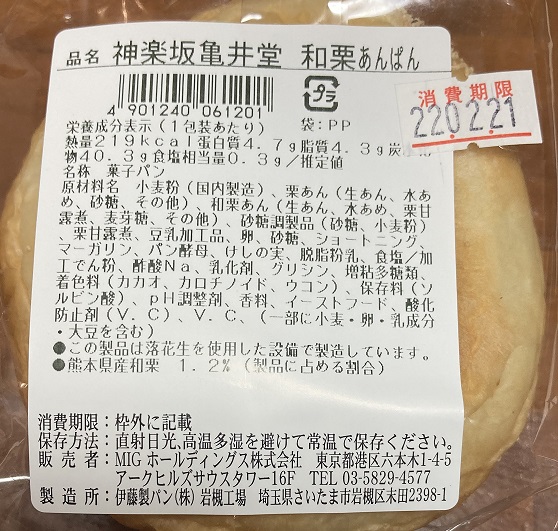 品名 神楽坂亀井堂 和栗あんぱん
4 901240 061201
プラ
消費期限
220.2.21
栄養成分表示(1包装あたり) 袋:PP
熱量219kcal蛋白質4.7g脂質4.3g炭
物40.3g食塩相当量0.3g/推定値
名称 菓子パン
原材料名 小麦粉(国内製造)、栗あん(生あん、水あ
め、砂糖、その他)、和栗あん(生あん、水あめ、栗甘
露煮、麦芽糖、その他)、砂糖調製品(砂糖、小麦粉)
、栗甘露煮、豆乳加工品、卵、砂糖、ショートニング、
マーガリン、パン酵母、けしの実、脱脂粉乳、食塩/加
工でん粉、酢酸Na、乳化剤、グリシン、増粘多糖類、
着色料(カカオ、カロチノイド、ウコン)、保存料(ソ
ルビン酸)、pH調整剤、香料、イーストフード、酸化
防止剤(V.C)、V.C、(一部に小麦・卵・乳成分
・大豆を含む)
●この製品は落花生を使用した設備で製造しています。
●熊本県産和栗 1.2%(製品に占める割合)
消費期限:枠外に記載
保存方法:直射日光、高温多湿を避けて常温で保存ください。
販売者:MIG ホールディングス株式会社 東京都港区六本木1-4-5
アークヒルズサウスタワー16F TEL 03-5829-4577
製造所:伊藤製パン(株) 岩槻工場 埼玉県さいたま市岩槻区末田2398-1